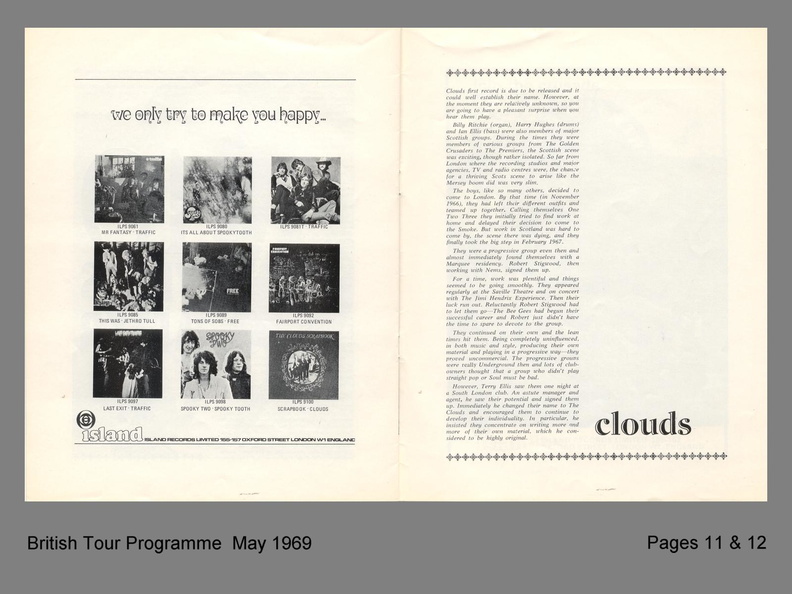 we only try to make you happy...
ILPS 9061
MR FANTASY · TRAFFIC
ILPS 9080
ITS ALL ABOUT SPOOKYTOOTH
ILPS 9081T TRAFFIC
ILPS 9085
THIS WAS · JETHRO TULL
FREE
ILPS 9089
TONS OF SOBS · FREE
FAIRPORT CONVENTION
ILPS 9092
FAIRPORT CONVENTION
ILPS 9097
LAST EXIT · TRAFFIC
SPOOKY TWO
ILPS 9098
SPOOKY TWO · SPOOKY TOOTH
THE CLOUDS SCRAPBOOK
ILPS 9100
SCRAPBOOK · CLOUDS
island
ISLAND RECORDS LIMITED 155-157 OXFORD STREET LONDON W1 ENGLAND
Clouds first record is due to be released and it
could well establish their name. However, at
the moment they are relatively unknown, so you
are going to have a pleasant surprise when you
hear them play.
Billy Ritchie (organ), Harry Hughes (drums)
and Ian Ellis (bass) were also members of major
Scottish groups. During the times they were
members of various groups from The Golden
Crusaders to The Premiers, the Scottish scene
was exciting, though rather isolated. So far from
London where the recording studios and major
agencies, TV and radio centres were, the chance
for a thriving Scots scene to arise like the
Mersey boom did was very slim.
The boys, like so many others, decided to
come to London. By that time (in November
1966), they had left their different outfits and
teamed up together. Calling themselves One
Two Three they initially tried to find work at
home and delayed their decision to come to
the Smoke. But work in Scotland was hard to
come by, the scene there was dying, and they
finally took the big step in February 1967.
They were a progressive group even then and
almost immediately found themselves with a
Marquee residency. Robert Stigwood, then
working with Nems, signed them up.
For a time, work was plentiful and things
seemed to be going smoothly. They appeared
regularly at the Saville Theatre and on concert
with The Jimi Hendrix Experience. Then their
luck run out. Reluctantly Robert Stigwood had
to let them go—The Bee Gees had begun their
successful career and Robert just didn't have
the time to spare to devote to the group.
They continued on their own and the lean
times hit them. Being completely uninfluenced,
in both music and style, producing their own
material and playing in a progressive way—they
proved uncommercial. The progressive groups
were really Underground then and lots of club-
owners thought that a group who didn't play
straight pop or Soul must be bad.
However, Terry Ellis saw them one night at
a South London club. An astute manager and
agent, he saw their potential and signed them
up. Immediately he changed their name to The
Clouds and encouraged them to continue to
develop their individuality. In particular, he
insisted they concentrate on writing more and
more of their own material, which he con-
sidered to be highly original.
clouds
British Tour Programme May 1969
Pages 11 & 12